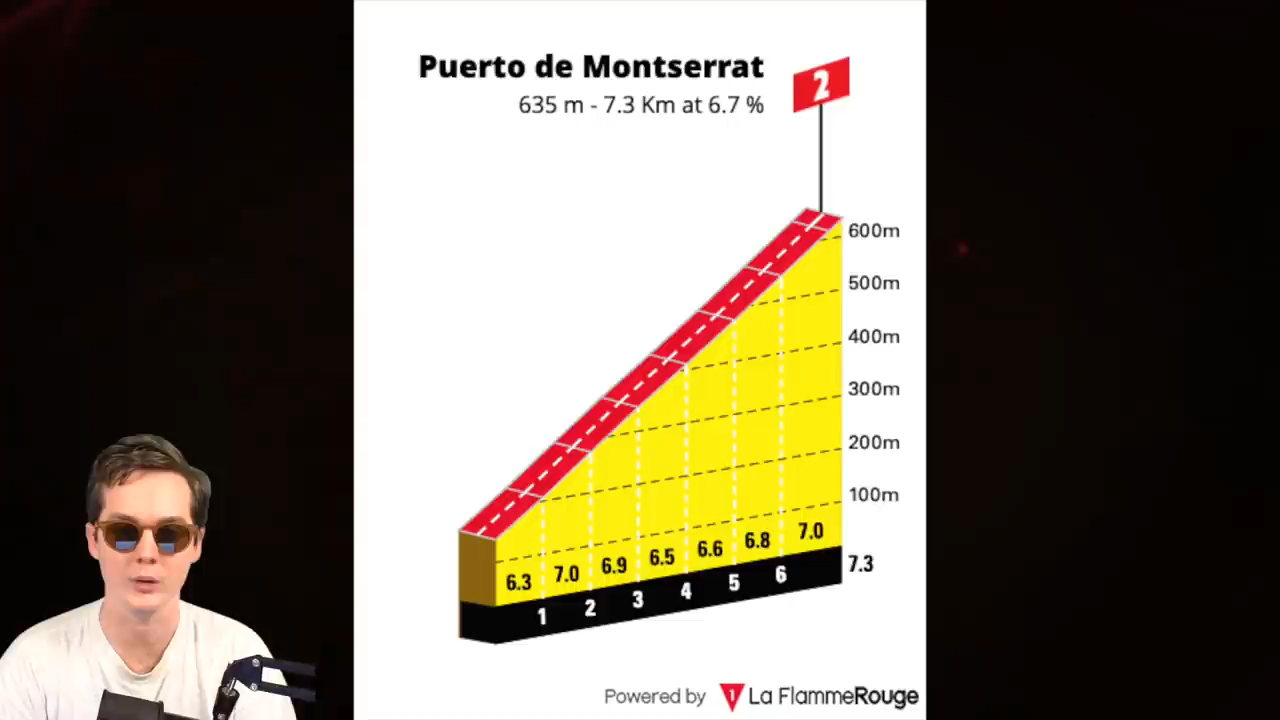 Puerto de Montserrat
635 m - 7.3 Km at 6.7 %
2
600m
500m
400m
300m
200m
100m
6.3 7.0 6.9 6.5 6.6 6.8 7.0
1 2 3 4 5 6 7.3
Powered by 1 La FlammeRouge